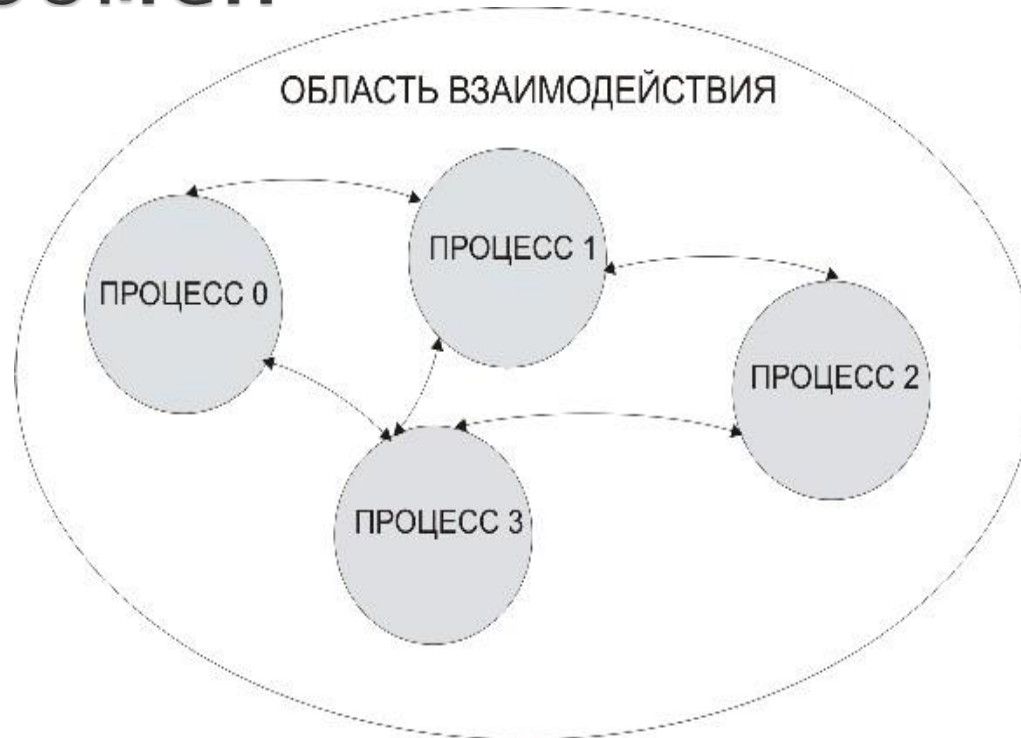 ОБЛАСТЬ ВЗАИМОДЕЙСТВИЯ
ПРОЦЕСС 1
ПРОЦЕСС 0
ПРОЦЕСС 2
ПРОЦЕСС 3